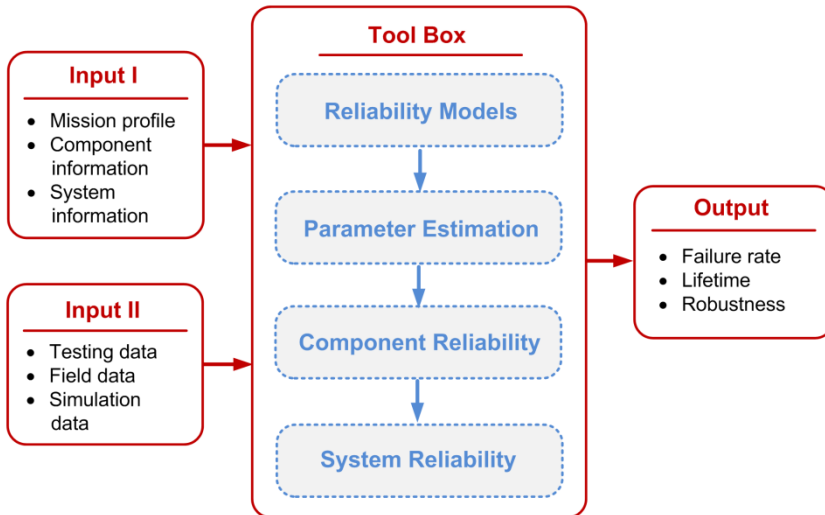 Input I
• Mission profile
• Component
information
• System
information
Input II
• Testing data
• Field data
• Simulation
data
Tool Box
Reliability Models
Parameter Estimation
Component Reliability
System Reliability
Output
• Failure rate
• Lifetime
• Robustness